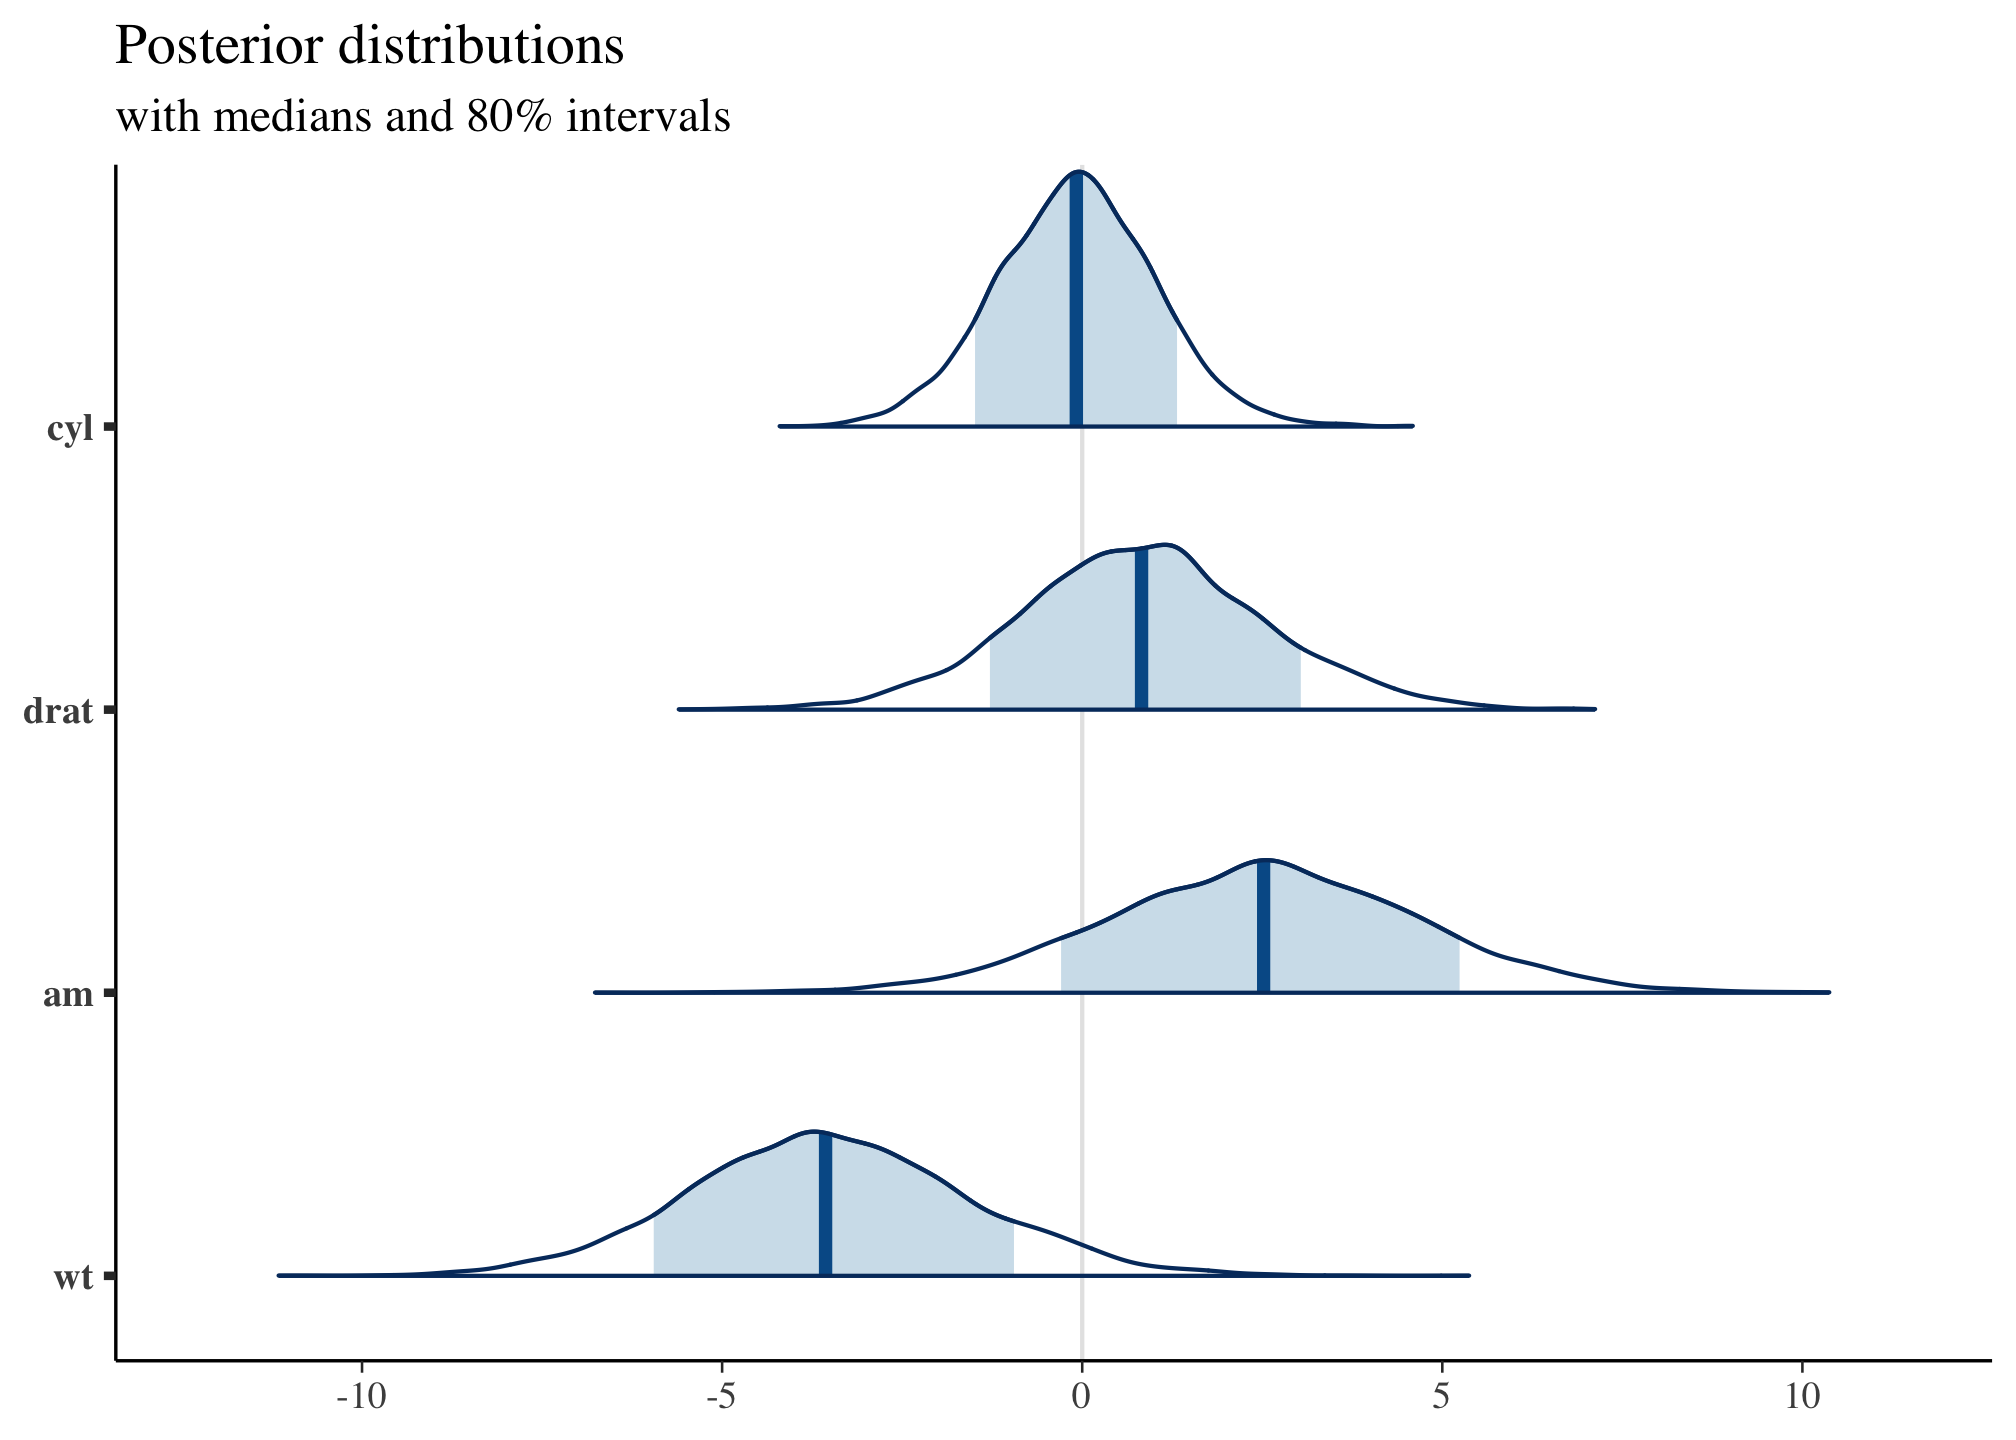 Posterior distributions
with medians and 80% intervals
cyl
drat
am
wt
-10 -5 0 5 10